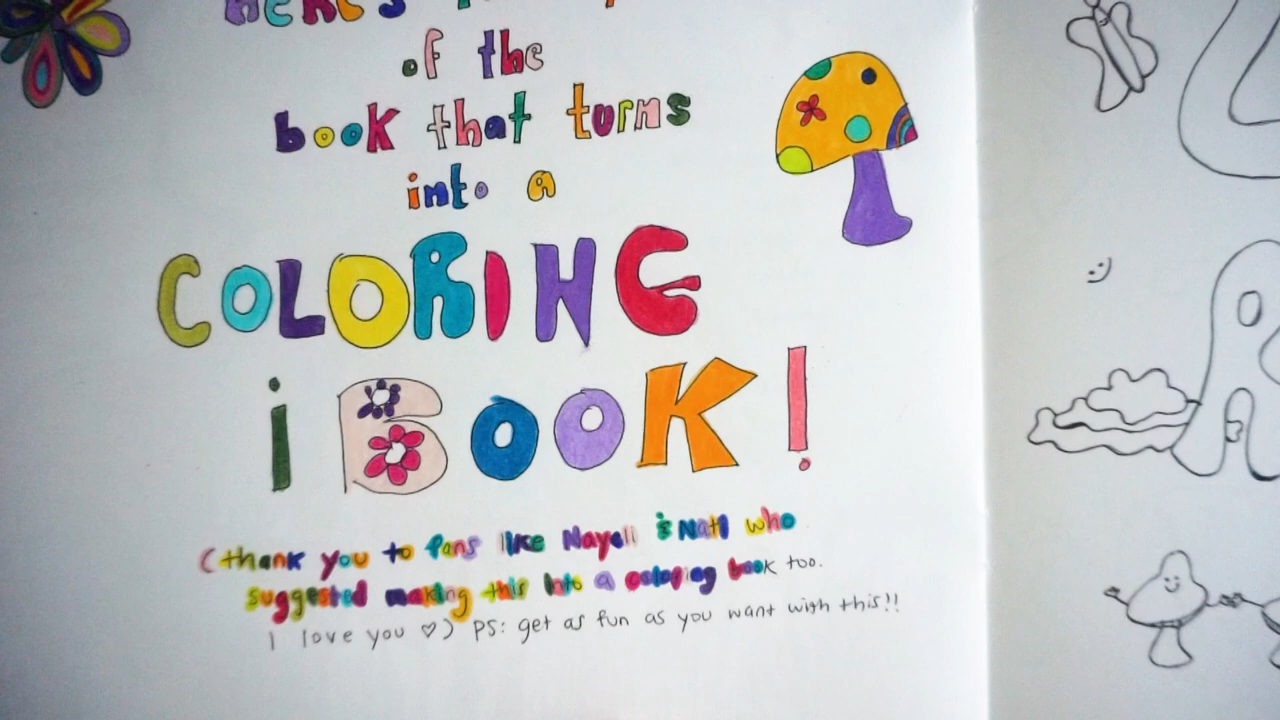 HERE'S
of the
book that turns
into a
COLORING
¡BOOK!
(thank you to fans like Nayeli & Nati who
suggested making this into a coloring book too.
I love you ♡) PS: get as fun as you want with this!!